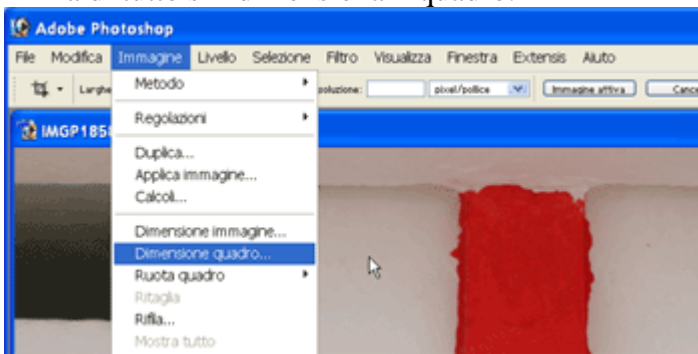 Adobe Photoshop
File Modifica Immagine Livello Selezione Filtro Visualizza Finestra Extensis Aiuto
pixel/pollice Immagine attiva
IMGP185
Metodo
Regolazioni
Duplica...
Applica immagine...
Calcoli...
Dimensione immagine...
Dimensione quadro...
Ruota quadro
Ritaglia
Rifila...
Mostra tutto